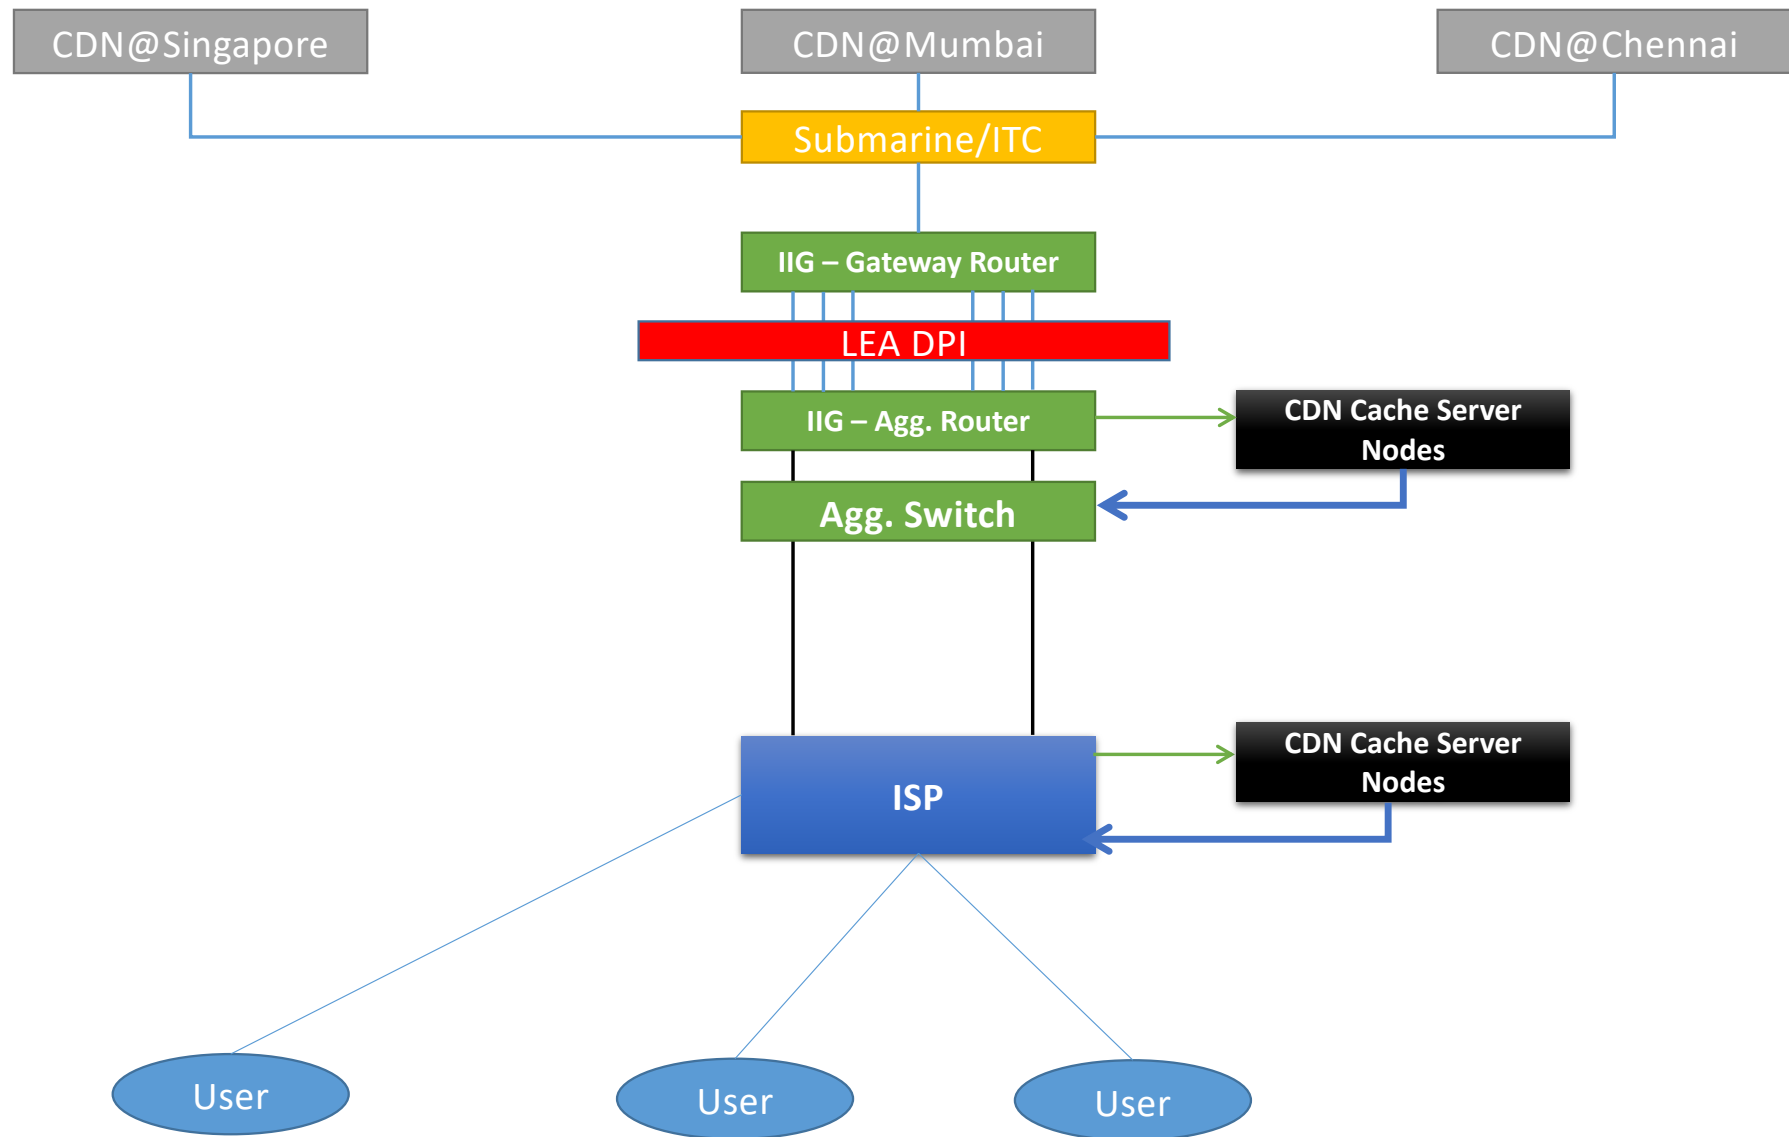 CDN@Singapore
CDN@Mumbai
CDN@Chennai
Submarine/ITC
IIG – Gateway Router
LEA DPI
IIG – Agg. Router
CDN Cache Server
Nodes
Agg. Switch
ISP
CDN Cache Server
Nodes
User
User
User